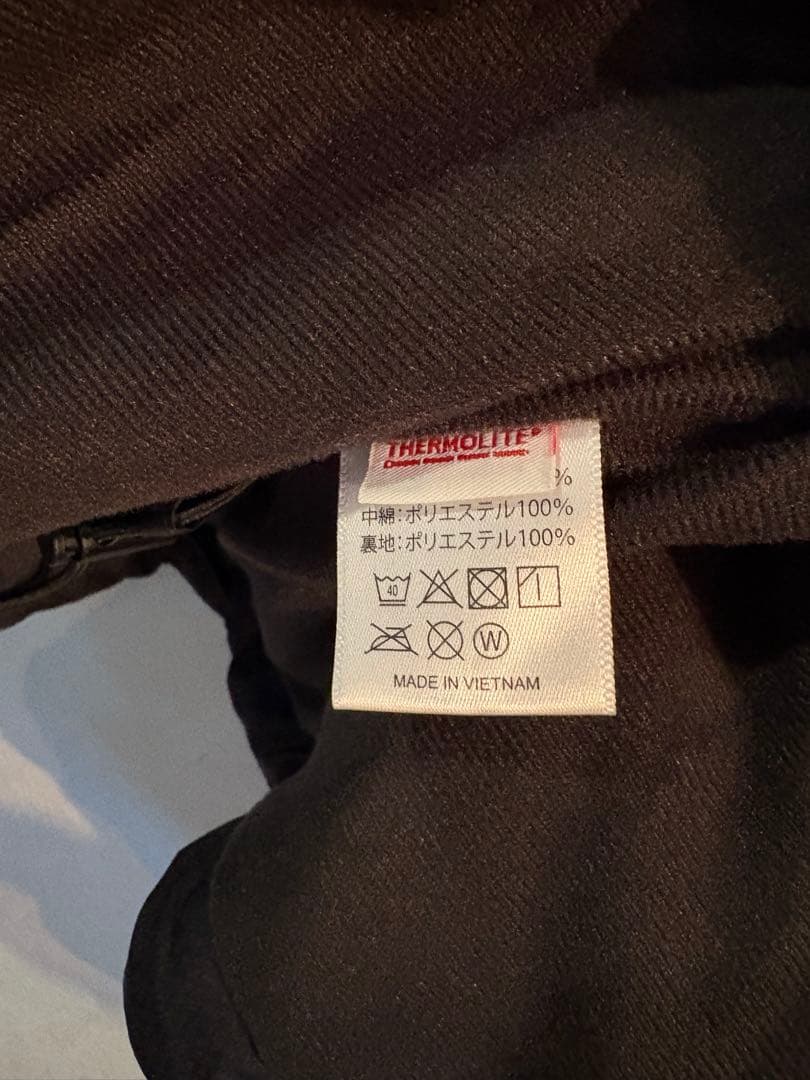 THERMOLITE
%
中綿:ポリエステル100%
裏地:ポリエステル100%
40
W
MADE IN VIETNAM